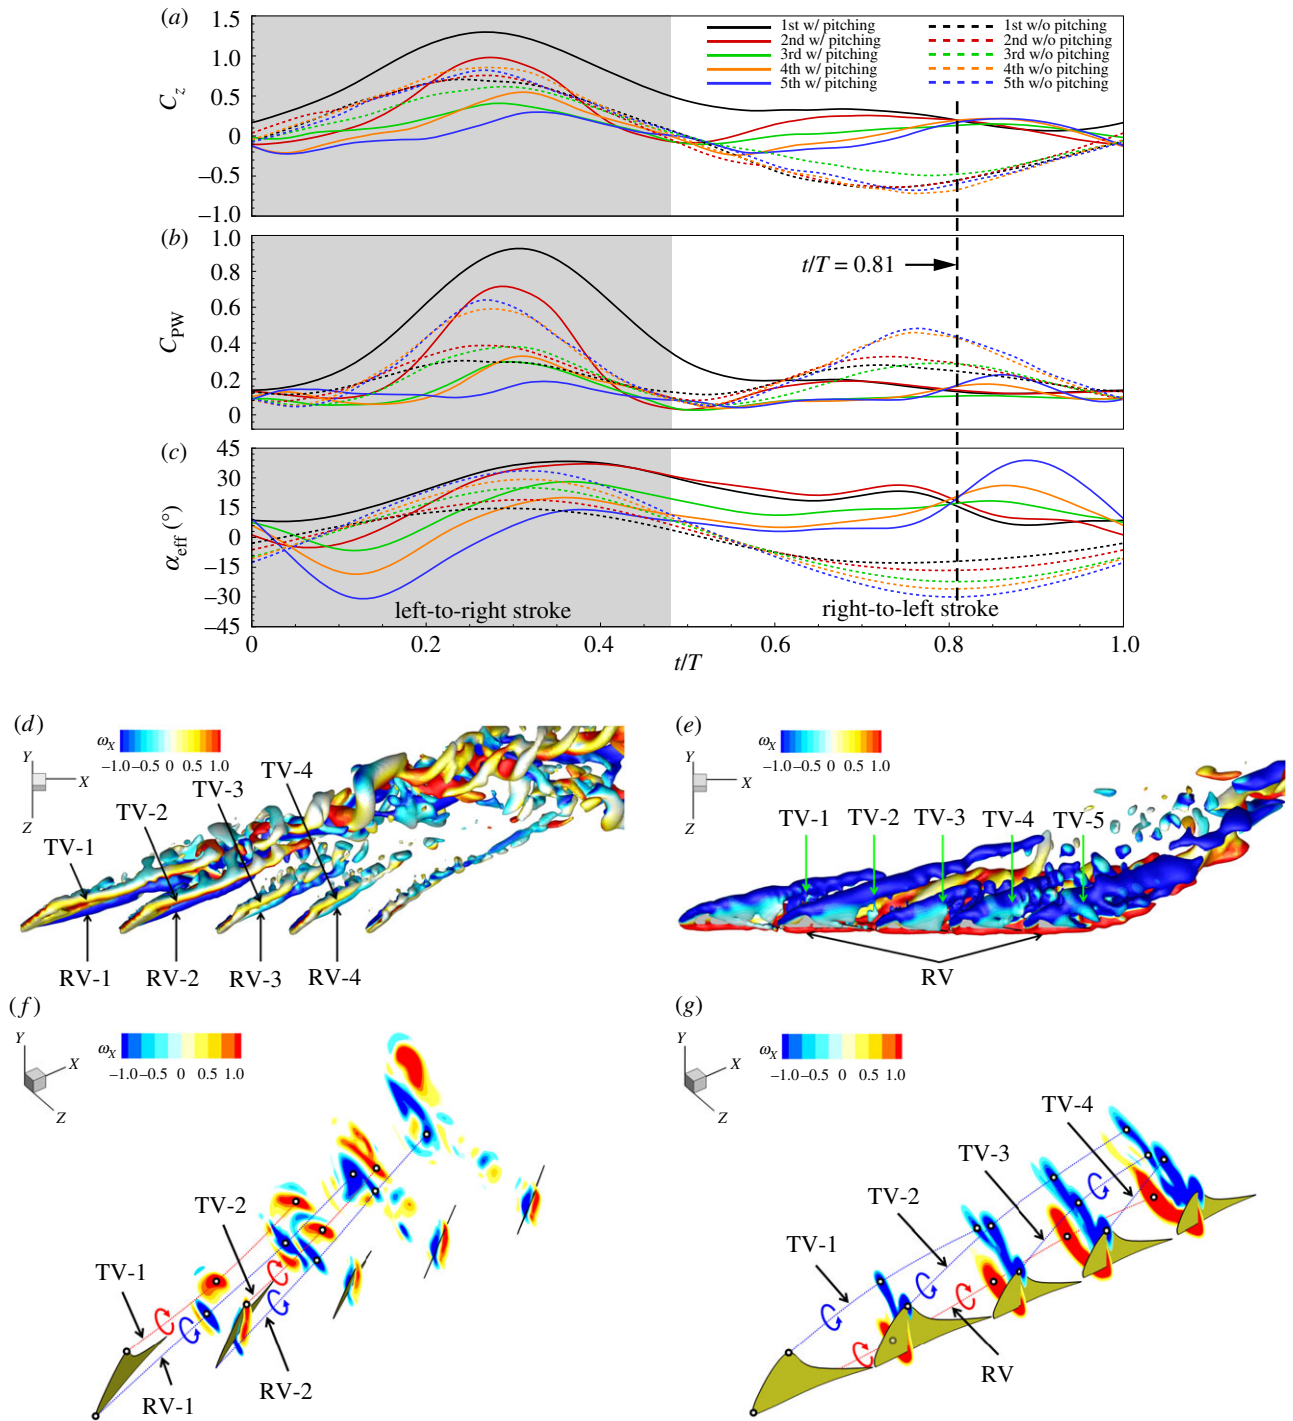 (a)
1.5
1.0
0.5
0
−0.5
−1.0
C_z
1st w/ pitching
2nd w/ pitching
3rd w/ pitching
4th w/ pitching
5th w/ pitching
1st w/o pitching
2nd w/o pitching
3rd w/o pitching
4th w/o pitching
5th w/o pitching
(b)
1.0
0.8
0.6
0.4
0.2
0
C_PW
t/T = 0.81
(c)
45
30
15
0
−15
−30
−45
α_eff (°)
left-to-right stroke
right-to-left stroke
0 0.2 0.4 0.6 0.8 1.0
t/T
(d)
ω_X
−1.0 −0.5 0 0.5 1.0
Y
X
Z
TV-4
TV-3
TV-2
TV-1
RV-1 RV-2 RV-3 RV-4
(e)
ω_X
−1.0 −0.5 0 0.5 1.0
Y
X
Z
TV-1 TV-2 TV-3 TV-4 TV-5
RV
(f)
ω_X
−1.0 −0.5 0 0.5 1.0
Y
X
Z
TV-2
TV-1
RV-2
RV-1
(g)
ω_X
−1.0 −0.5 0 0.5 1.0
Y
X
Z
TV-4
TV-3
TV-2
TV-1
RV